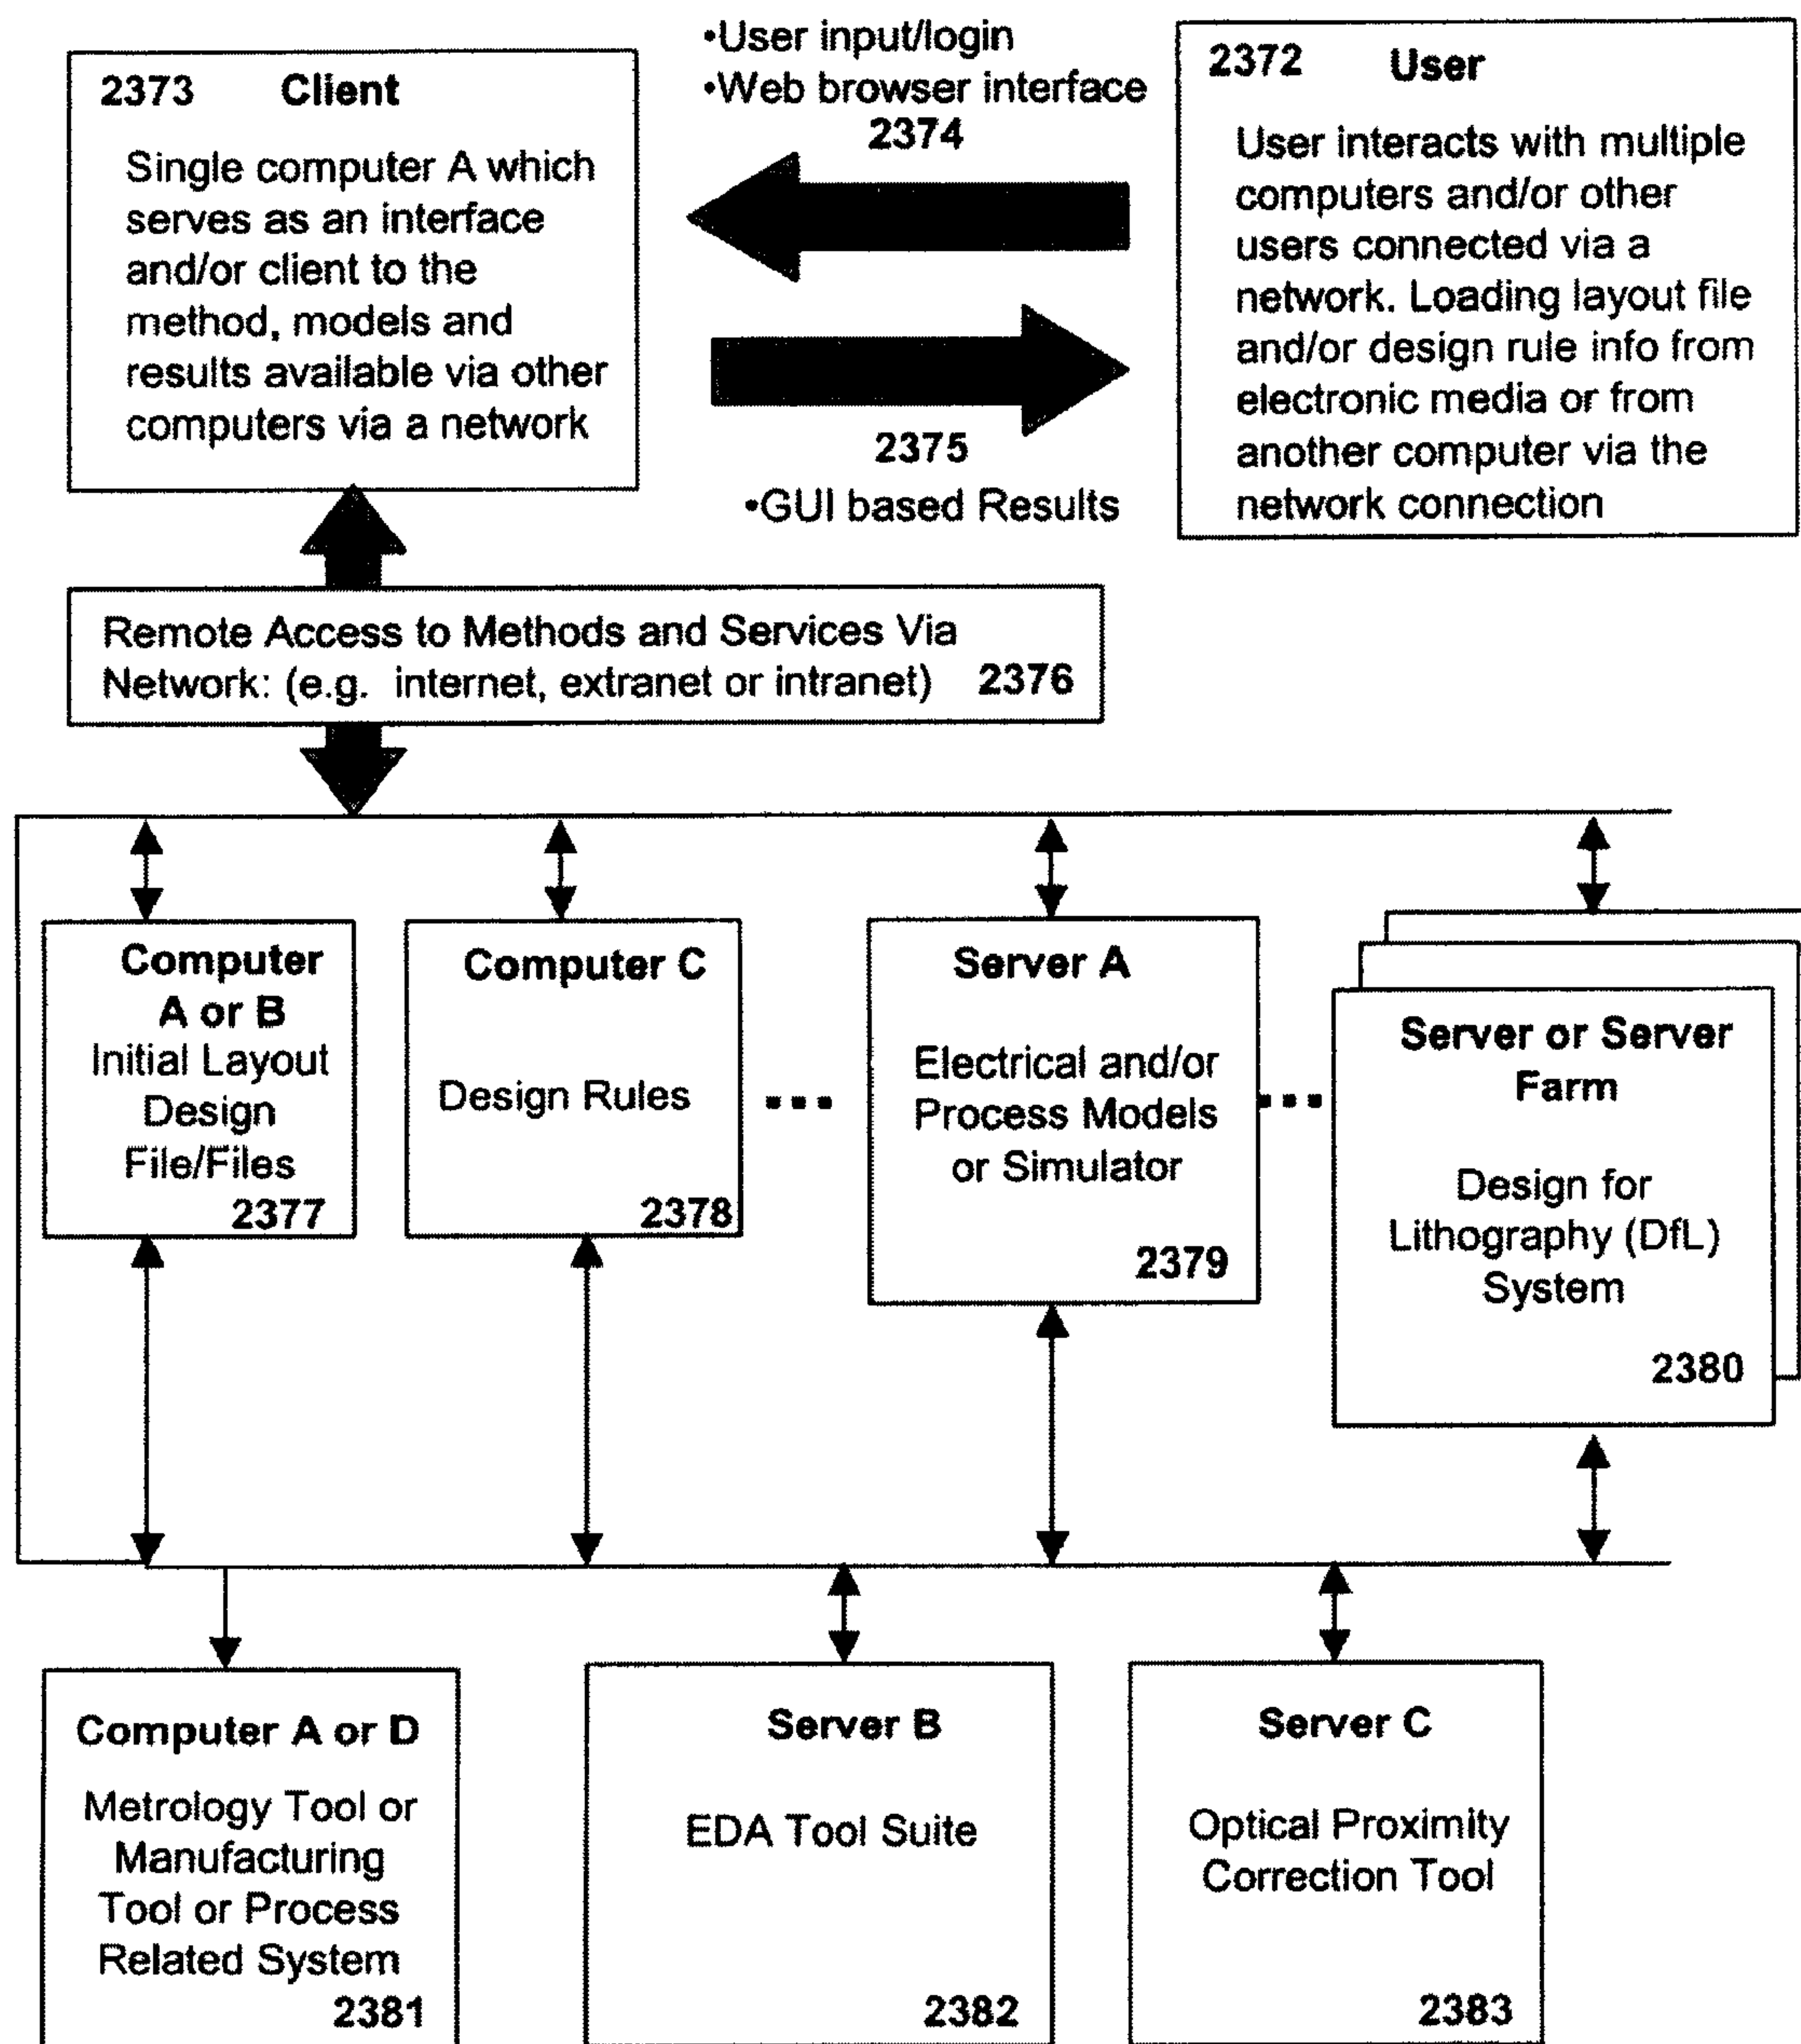 2373 Client
Single computer A which
serves as an interface
and/or client to the
method, models and
results available via other
computers via a network
•User input/login
•Web browser interface
2374
2375
•GUI based Results
2372 User
User interacts with multiple
computers and/or other
users connected via a
network. Loading layout file
and/or design rule info from
electronic media or from
another computer via the
network connection
Remote Access to Methods and Services Via
Network: (e.g. internet, extranet or intranet) 2376
Computer
A or B
Initial Layout
Design
File/Files
2377
Computer C
Design Rules
2378
...
Server A
Electrical and/or
Process Models
or Simulator
2379
...
Server or Server
Farm
Design for
Lithography (DfL)
System
2380
Computer A or D
Metrology Tool or
Manufacturing
Tool or Process
Related System
2381
Server B
EDA Tool Suite
2382
Server C
Optical Proximity
Correction Tool
2383